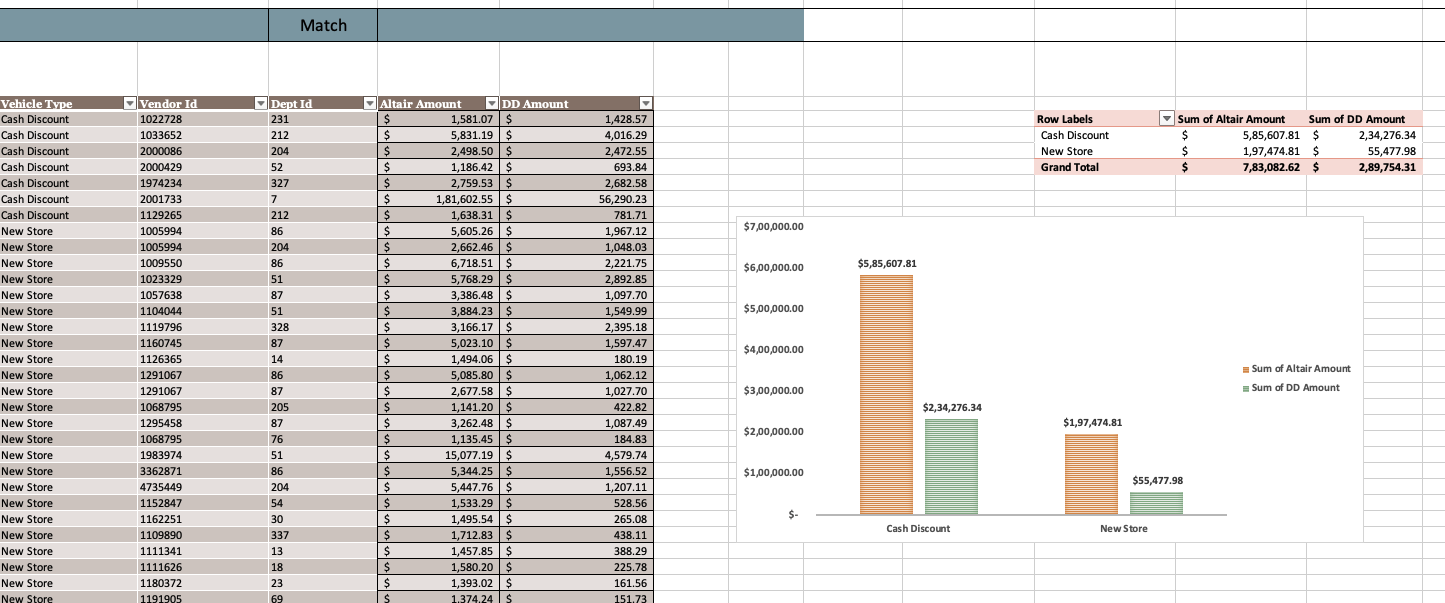 Match
Vehicle Type Vendor Id Dept Id Altair Amount DD Amount
Cash Discount 1022728 231 $ 1,581.07 $ 1,428.57
Cash Discount 1033652 212 $ 5,831.19 $ 4,016.29
Cash Discount 2000086 204 $ 2,498.50 $ 2,472.55
Cash Discount 2000429 52 $ 1,186.42 $ 693.84
Cash Discount 1974234 327 $ 2,759.53 $ 2,682.58
Cash Discount 2001733 7 $ 1,81,602.55 $ 56,290.23
Cash Discount 1129265 212 $ 1,638.31 $ 781.71
New Store 1005994 86 $ 5,605.26 $ 1,967.12
New Store 1005994 204 $ 2,662.46 $ 1,048.03
New Store 1009550 86 $ 6,718.51 $ 2,221.75
New Store 1023329 51 $ 5,768.29 $ 2,892.85
New Store 1057638 87 $ 3,386.48 $ 1,097.70
New Store 1104044 51 $ 3,884.23 $ 1,549.99
New Store 1119796 328 $ 3,166.17 $ 2,395.18
New Store 1160745 87 $ 5,023.10 $ 1,597.47
New Store 1126365 14 $ 1,494.06 $ 180.19
New Store 1291067 86 $ 5,085.80 $ 1,062.12
New Store 1291067 87 $ 2,677.58 $ 1,027.70
New Store 1068795 205 $ 1,141.20 $ 422.82
New Store 1295458 87 $ 3,262.48 $ 1,087.49
New Store 1068795 76 $ 1,135.45 $ 184.83
New Store 1983974 51 $ 15,077.19 $ 4,579.74
New Store 3362871 86 $ 5,344.25 $ 1,556.52
New Store 4735449 204 $ 5,447.76 $ 1,207.11
New Store 1152847 54 $ 1,533.29 $ 528.56
New Store 1162251 30 $ 1,495.54 $ 265.08
New Store 1109890 337 $ 1,712.83 $ 438.11
New Store 1111341 13 $ 1,457.85 $ 388.29
New Store 1111626 18 $ 1,580.20 $ 225.78
New Store 1180372 23 $ 1,393.02 $ 161.56
New Store 1191905 69 $ 1,374.24 $ 151.73
Row Labels Sum of Altair Amount Sum of DD Amount
Cash Discount $ 5,85,607.81 $ 2,34,276.34
New Store $ 1,97,474.81 $ 55,477.98
Grand Total $ 7,83,082.62 $ 2,89,754.31
$7,00,000.00
$6,00,000.00
$5,00,000.00
$4,00,000.00
$3,00,000.00
$2,00,000.00
$1,00,000.00
$-
$5,85,607.81
$2,34,276.34
$1,97,474.81
$55,477.98
Cash Discount
New Store
Sum of Altair Amount
Sum of DD Amount